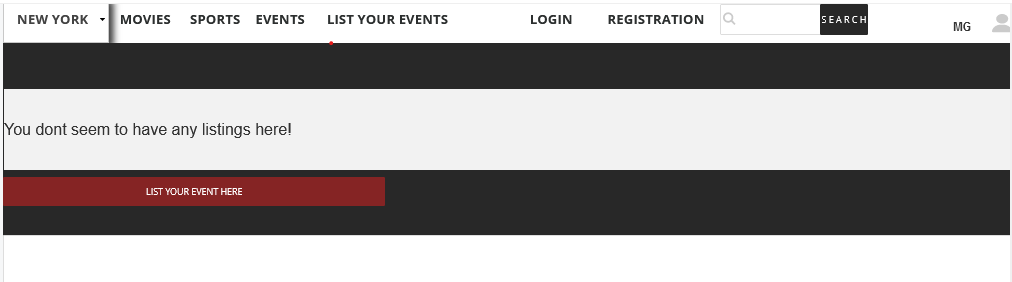 NEW YORK MOVIES SPORTS EVENTS LIST YOUR EVENTS LOGIN REGISTRATION SEARCH MG
You dont seem to have any listings here!
LIST YOUR EVENT HERE